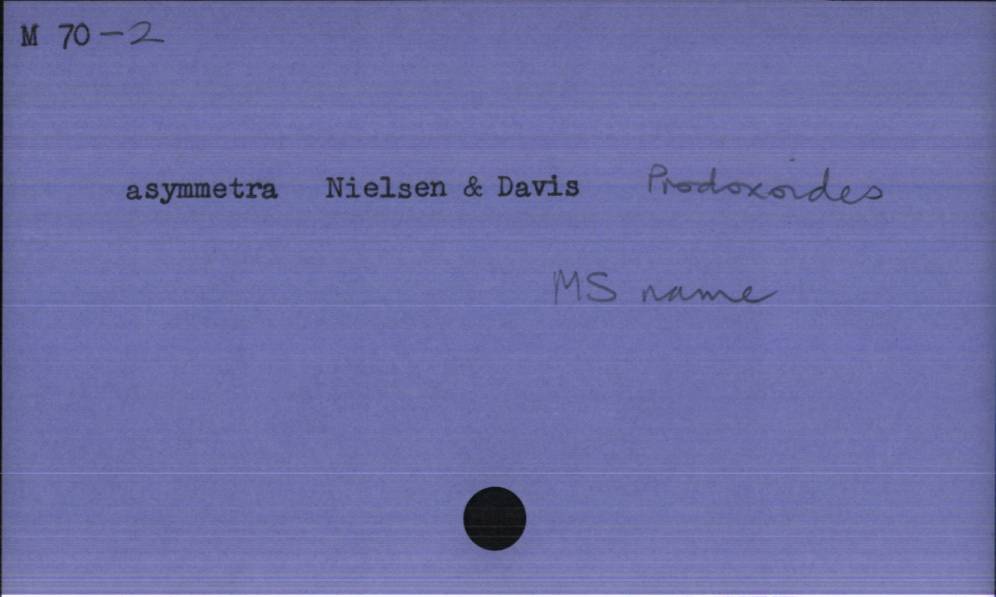 M 70-2
asymmetra Nielsen & Davis Prodoxoides
MS name